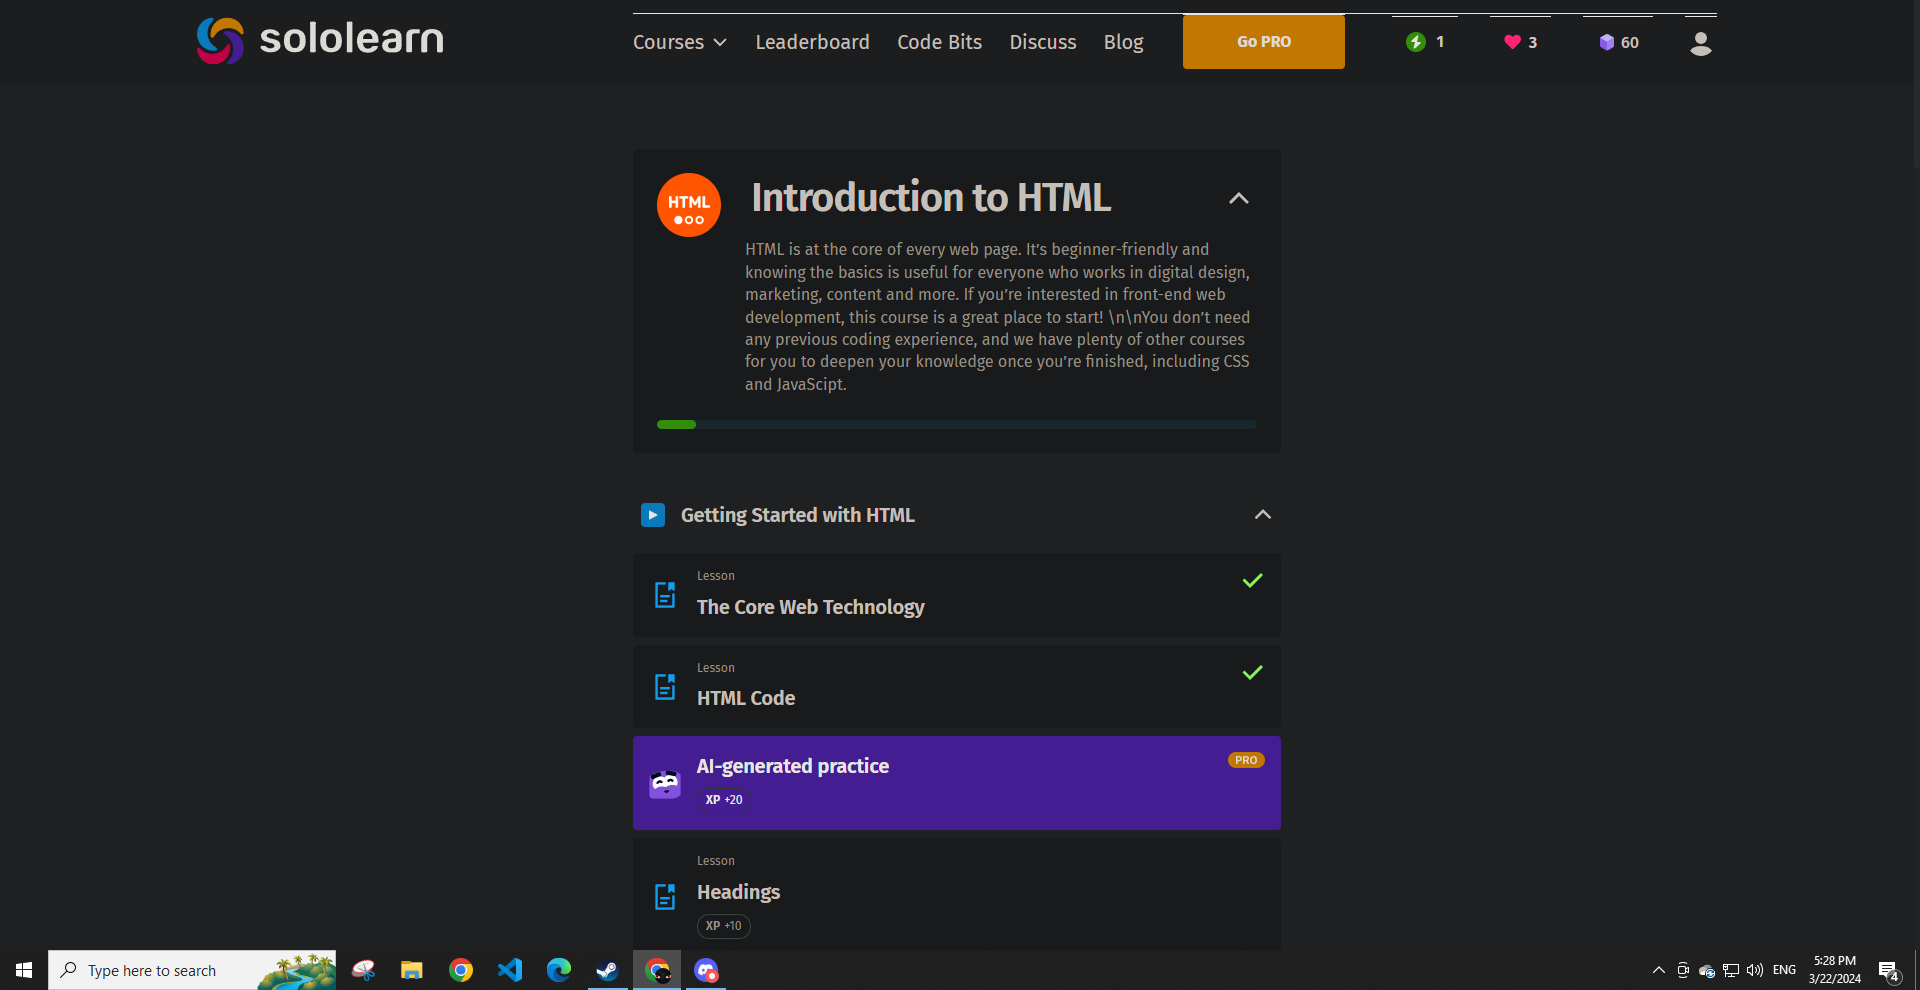 sololearn
Courses Leaderboard Code Bits Discuss Blog Go PRO 1 3 60
HTML
Introduction to HTML
HTML is at the core of every web page. It’s beginner-friendly and
knowing the basics is useful for everyone who works in digital design,
marketing, content and more. If you’re interested in front-end web
development, this course is a great place to start! \n\nYou don’t need
any previous coding experience, and we have plenty of other courses
for you to deepen your knowledge once you’re finished, including CSS
and JavaScipt.
Getting Started with HTML
Lesson
The Core Web Technology
Lesson
HTML Code
AI-generated practice
PRO
XP +20
Lesson
Headings
XP +10
Type here to search
ENG
5:28 PM
3/22/2024
4